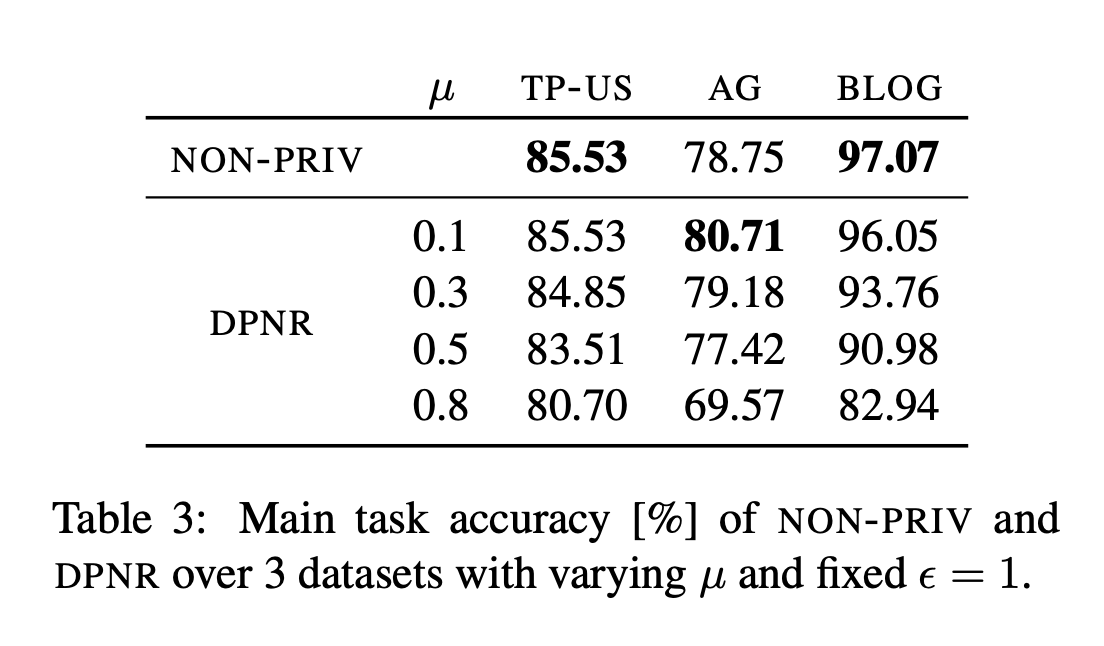 μ TP-US AG BLOG
NON-PRIV 85.53 78.75 97.07
0.1 85.53 80.71 96.05
0.3 84.85 79.18 93.76
DPNR
0.5 83.51 77.42 90.98
0.8 80.70 69.57 82.94
Table 3: Main task accuracy [%] of NON-PRIV and
DPNR over 3 datasets with varying μ and fixed ϵ = 1.